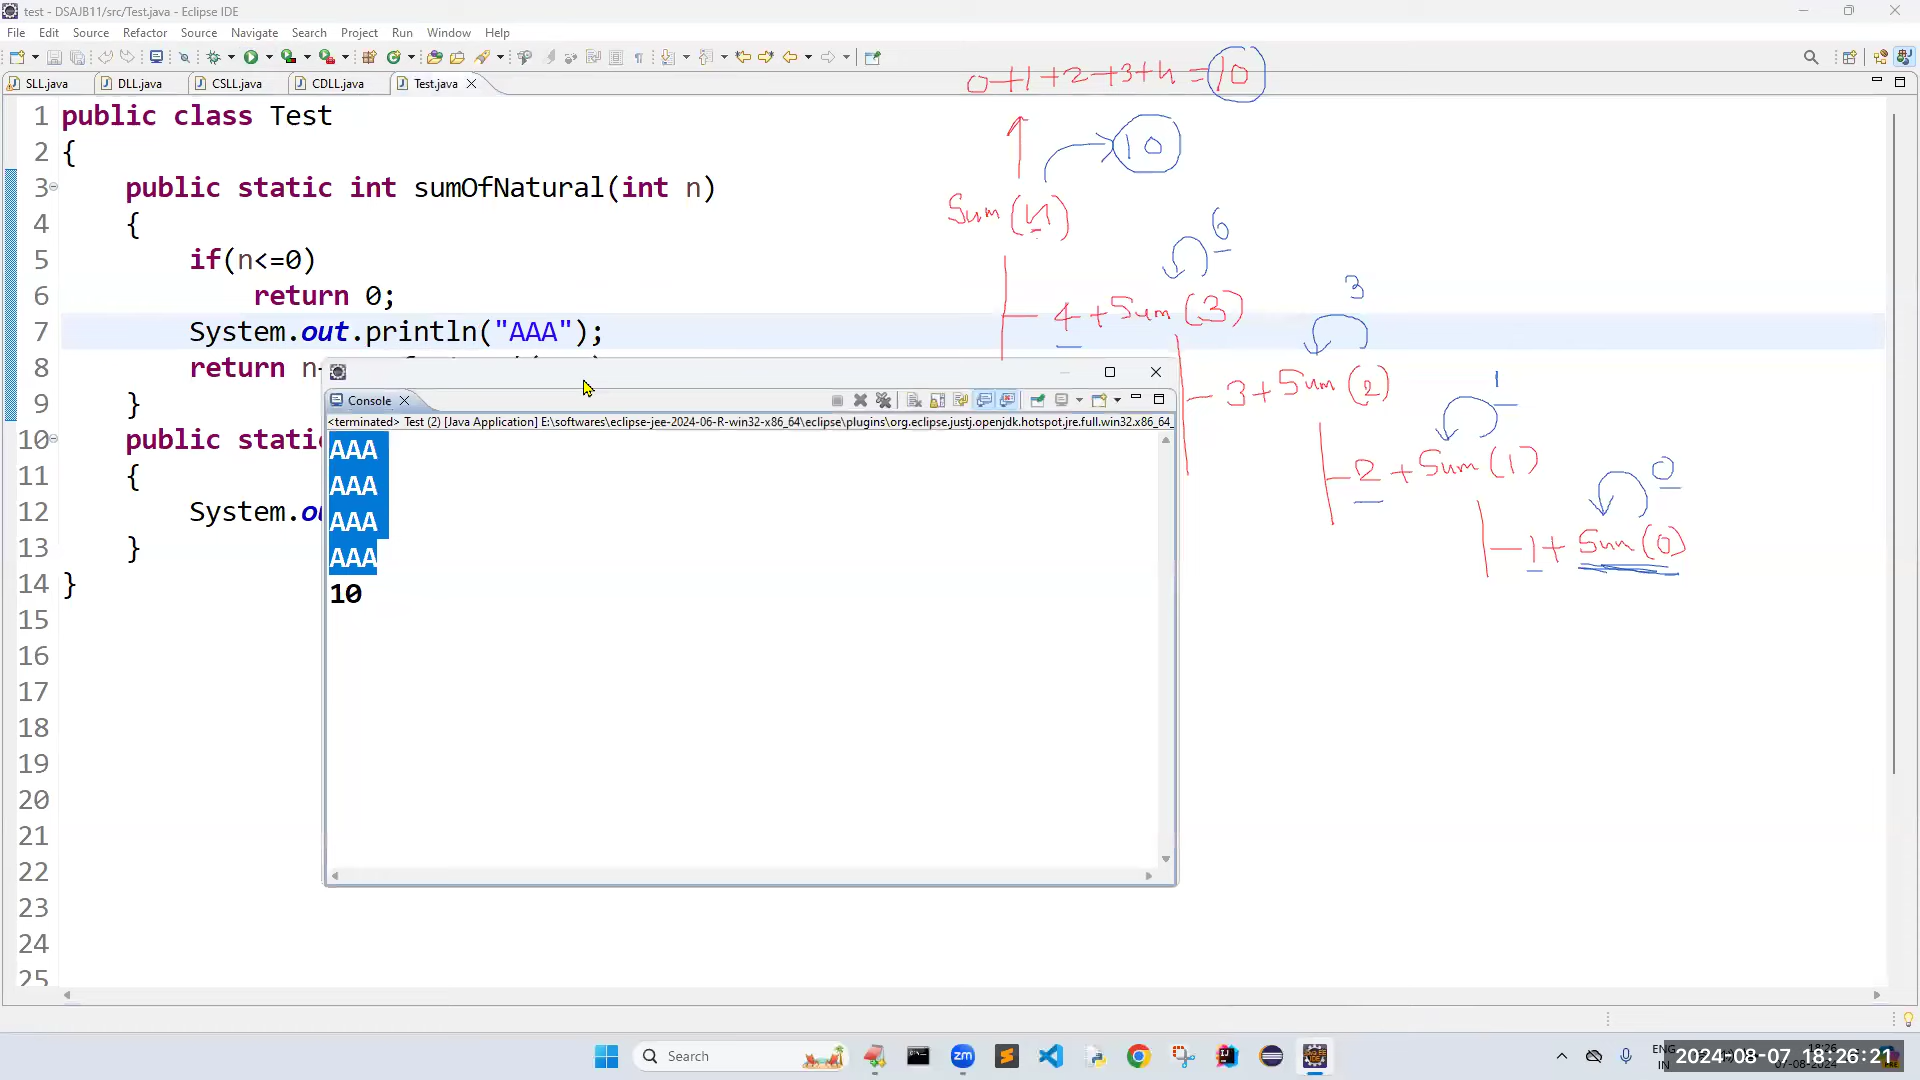 test - DSAJB11/src/Test.java - Eclipse IDE
File Edit Source Refactor Source Navigate Search Project Run Window Help
SLL.java DLL.java CSLL.java CDLL.java Test.java
0+1+2+3+4=10
10
1 public class Test
2 {
3 public static int sumOfNatural(int n)
4 {
5 if(n<=0)
6 return 0;
7 System.out.println("AAA");
8 return n
9 }
10 public stati
11 {
12 System.ou
13 }
14 }
15
16
17
18
19
20
21
22
23
24
25
Sum(4)
6
4+Sum(3)
3
3+Sum(2)
1
2+Sum(1)
0
1+Sum(0)
Console
<terminated> Test (2) [Java Application] E:\softwares\eclipse-jee-2024-06-R-win32-x86_64\eclipse\plugins\org.eclipse.justj.openjdk.hotspot.jre.full.win32.x86_64_
AAA
AAA
AAA
AAA
10
Search
ENG
IN
2024-08-07 18:26:21